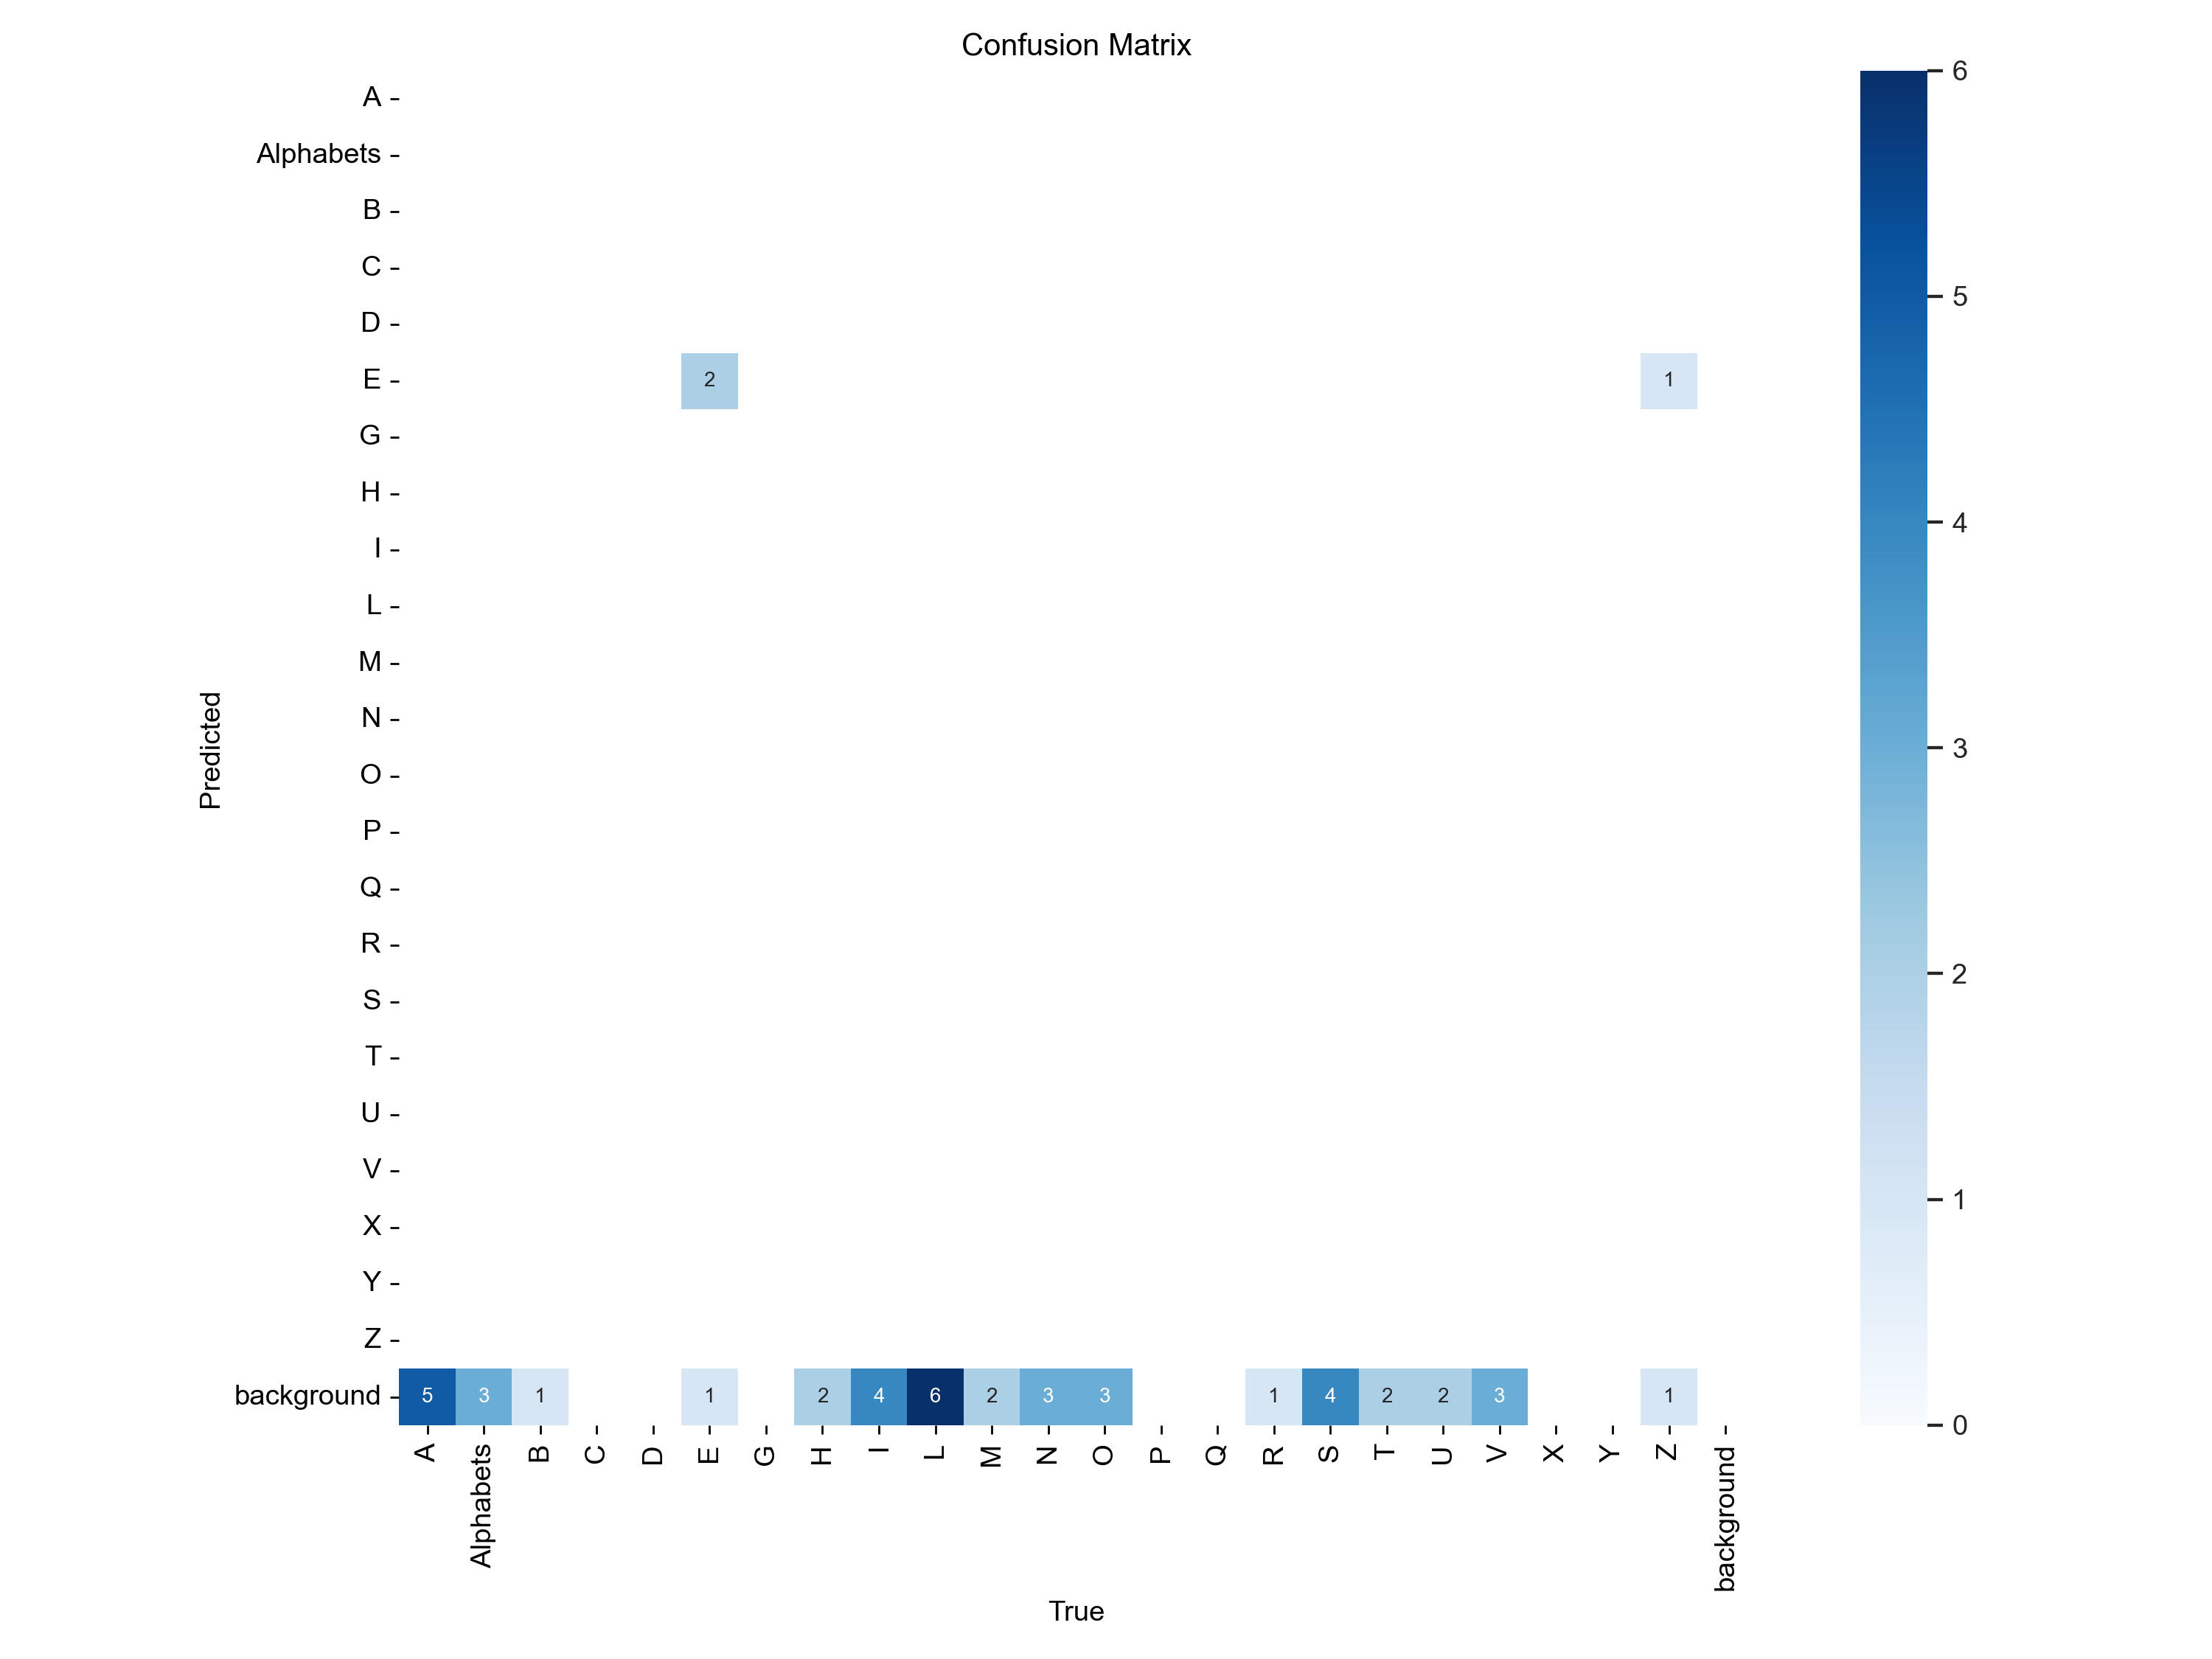 Confusion Matrix
A
Alphabets
B
C
D
E
G
H
I
L
M
N
O
P
Q
R
S
T
U
V
X
Y
Z
background
Predicted
2 1
5 3 1 1 2 4 6 2 3 3 1 4 2 2 3 1
A Alphabets B C D E G H I L M N O P Q R S T U V X Y Z background
True
6
5
4
3
2
1
0